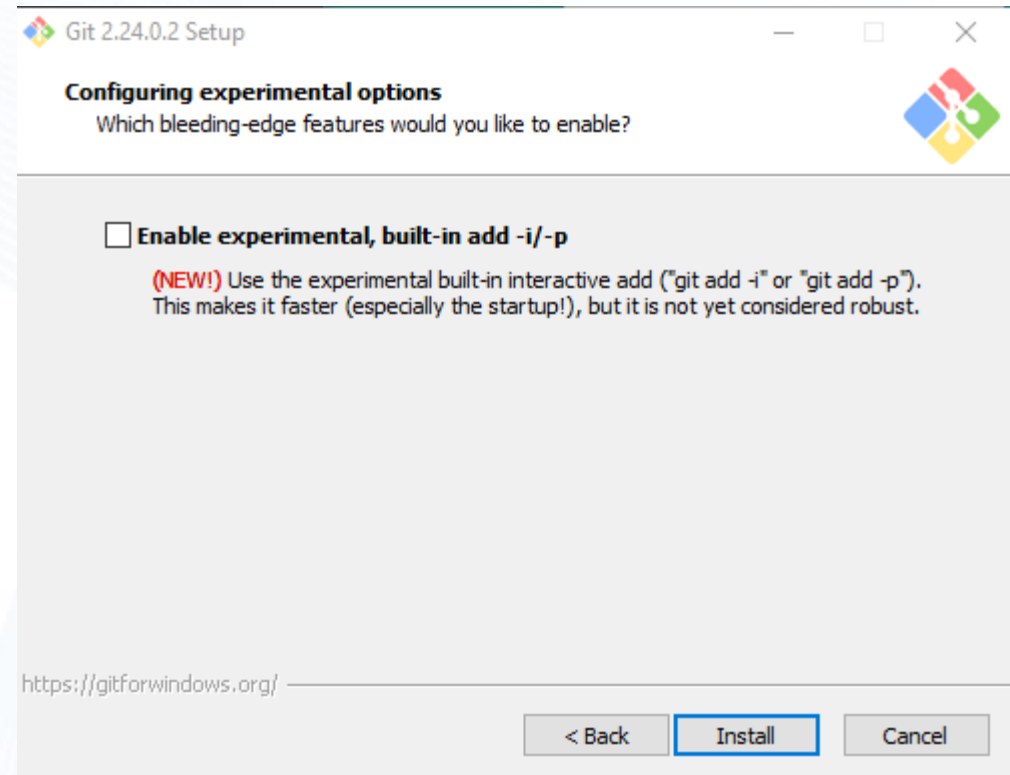 Git 2.24.0.2 Setup
Configuring experimental options
Which bleeding-edge features would you like to enable?
Enable experimental, built-in add -i/-p
(NEW!) Use the experimental built-in interactive add ("git add -i" or "git add -p").
This makes it faster (especially the startup!), but it is not yet considered robust.
https://gitforwindows.org/
< Back Install Cancel